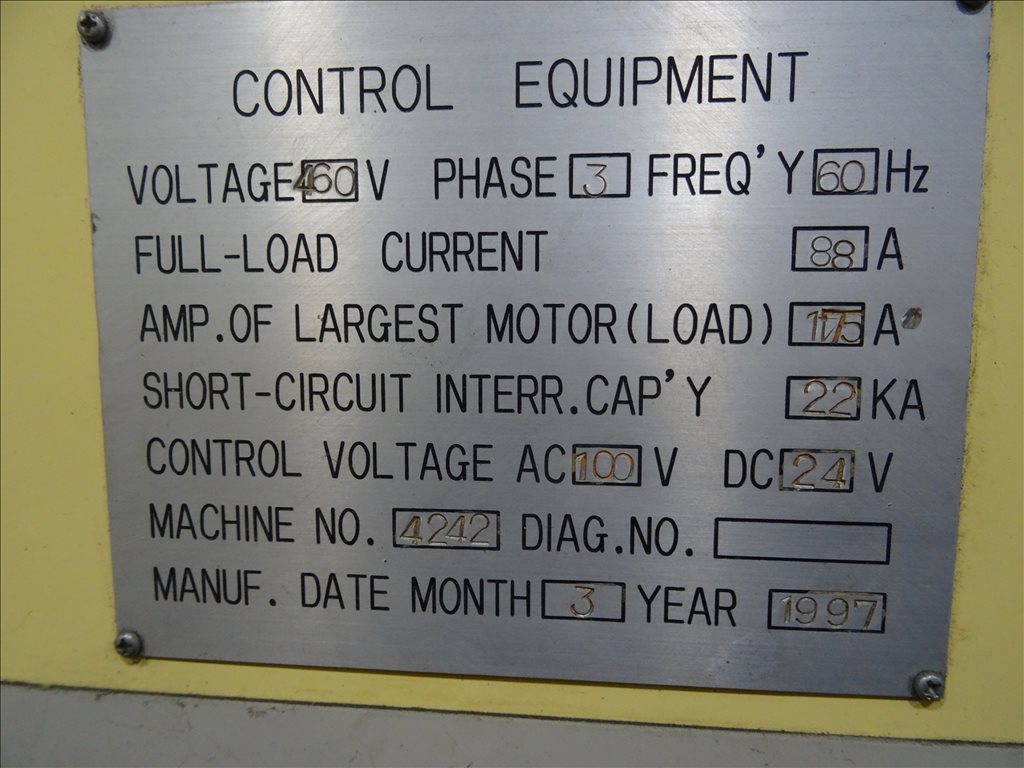 CONTROL EQUIPMENT
VOLTAGE 460 V PHASE 3 FREQ'Y 60 Hz
FULL-LOAD CURRENT 88 A
AMP.OF LARGEST MOTOR(LOAD) A
SHORT-CIRCUIT INTERR.CAP'Y 22 KA
CONTROL VOLTAGE AC 100 V DC 24 V
MACHINE NO. 4242 DIAG.NO.
MANUF. DATE MONTH 3 YEAR 1997